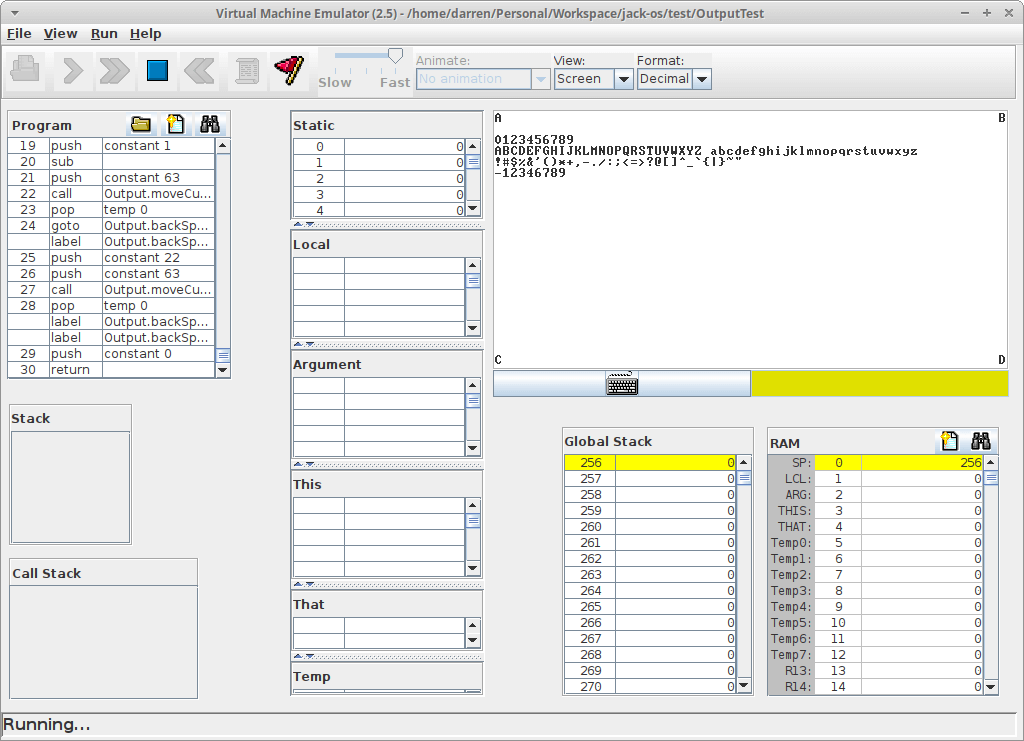 Virtual Machine Emulator (2.5) - /home/darren/Personal/Workspace/jack-os/test/OutputTest
File View Run Help
Slow Fast
Animate:
No animation
View:
Screen
Format:
Decimal
Program
19 push constant 1
20 sub
21 push constant 63
22 call Output.moveCu...
23 pop temp 0
24 goto Output.backSp...
label Output.backSp...
25 push constant 22
26 push constant 63
27 call Output.moveCu...
28 pop temp 0
label Output.backSp...
label Output.backSp...
29 push constant 0
30 return
Stack
Call Stack
Static
0 0
1 0
2 0
3 0
4 0
Local
Argument
This
That
Temp
A B
0123456789
ABCDEFGHIJKLMNOPQRSTUVWXYZ abcdefghijklmnopqrstuvwxyz
!#$%&'()*+,-./:;<=>?@[]^_`{|}~"
-12346789
C D
Global Stack
256 0
257 0
258 0
259 0
260 0
261 0
262 0
263 0
264 0
265 0
266 0
267 0
268 0
269 0
270 0
RAM
SP: 0 256
LCL: 1 0
ARG: 2 0
THIS: 3 0
THAT: 4 0
Temp0: 5 0
Temp1: 6 0
Temp2: 7 0
Temp3: 8 0
Temp4: 9 0
Temp5: 10 0
Temp6: 11 0
Temp7: 12 0
R13: 13 0
R14: 14 0
Running...